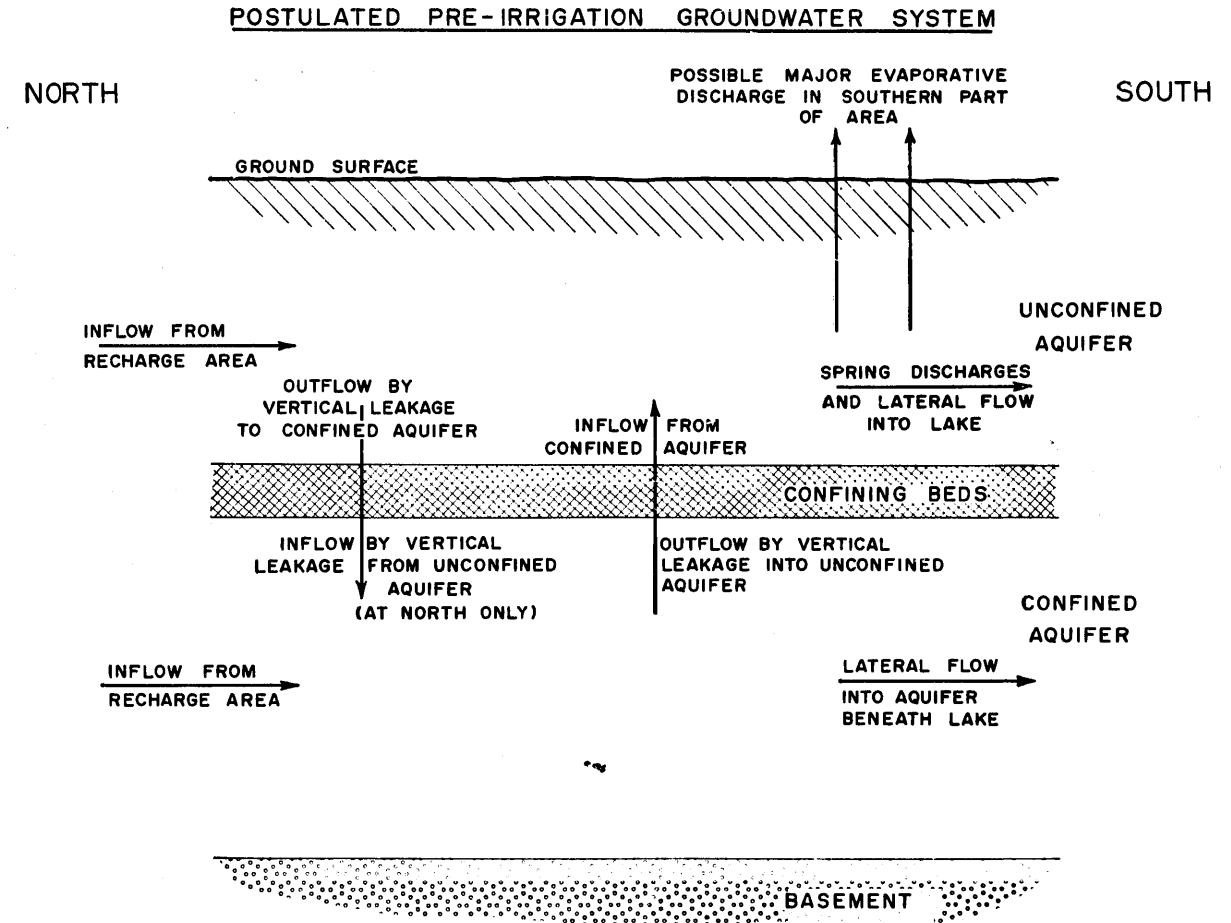 POSTULATED PRE-IRRIGATION GROUNDWATER SYSTEM
NORTH
POSSIBLE MAJOR EVAPORATIVE
DISCHARGE IN SOUTHERN PART
OF AREA
SOUTH
GROUND SURFACE
UNCONFINED
AQUIFER
INFLOW FROM
RECHARGE AREA
OUTFLOW BY
VERTICAL LEAKAGE
TO CONFINED AQUIFER
INFLOW FROM
CONFINED AQUIFER
SPRING DISCHARGES
AND LATERAL FLOW
INTO LAKE
CONFINING BEDS
INFLOW BY VERTICAL
LEAKAGE FROM UNCONFINED
AQUIFER
(AT NORTH ONLY)
OUTFLOW BY VERTICAL
LEAKAGE INTO UNCONFINED
AQUIFER
CONFINED
AQUIFER
INFLOW FROM
RECHARGE AREA
LATERAL FLOW
INTO AQUIFER
BENEATH LAKE
BASEMENT